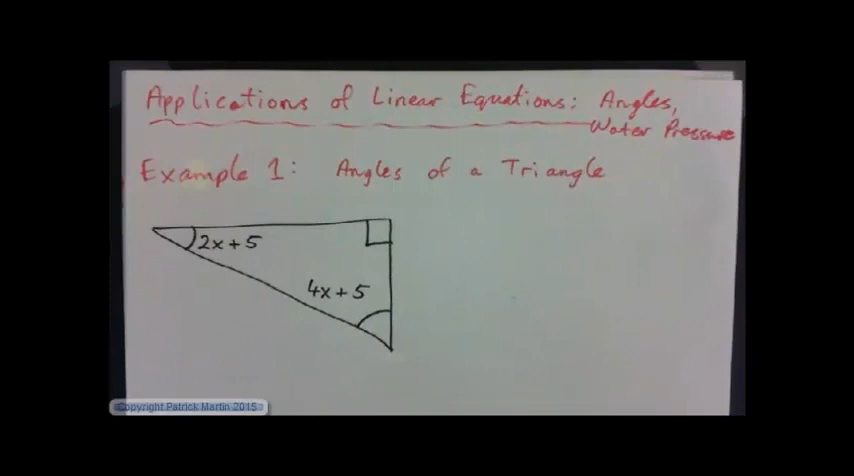 Applications of Linear Equations: Angles,
Water Pressure
Example 1: Angles of a Triangle
2x+5
4x+5
Copyright Patrick Martin 2015